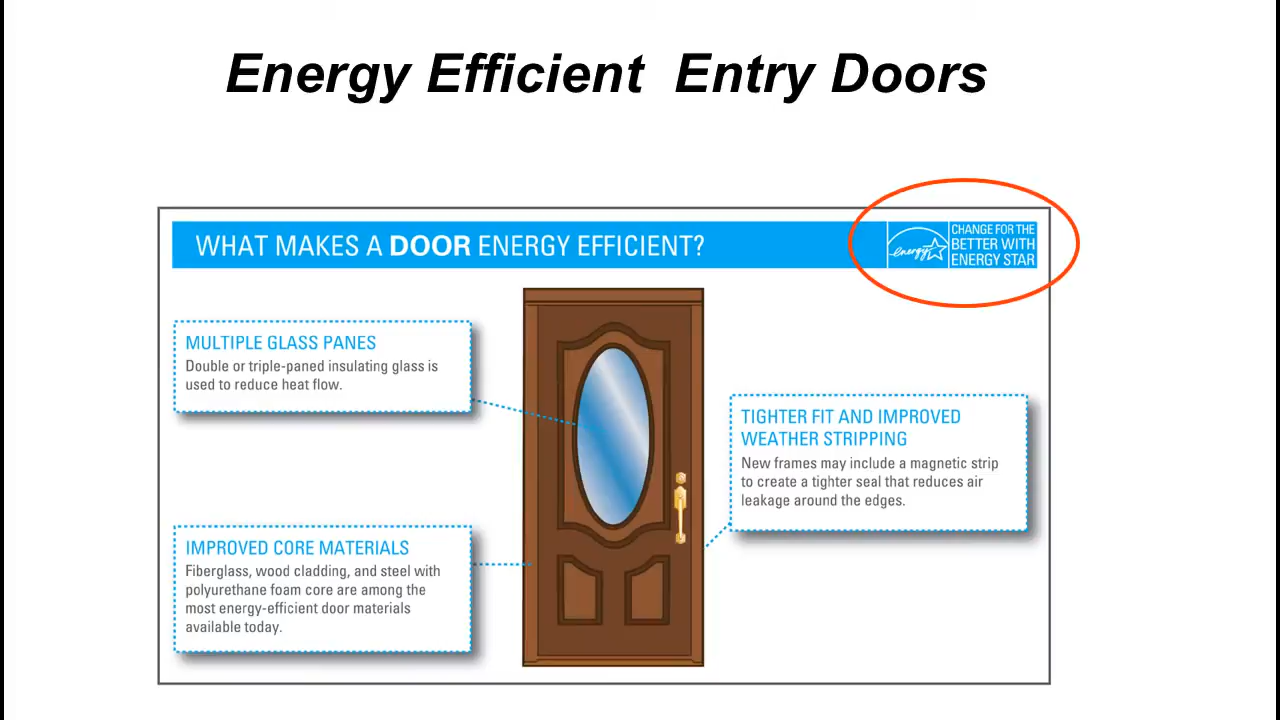 Energy Efficient  Entry Doors
WHAT MAKES A DOOR ENERGY EFFICIENT?
energy
CHANGE FOR THE
BETTER WITH
ENERGY STAR
MULTIPLE GLASS PANES
Double or triple-paned insulating glass is
used to reduce heat flow.
TIGHTER FIT AND IMPROVED
WEATHER STRIPPING
New frames may include a magnetic strip
to create a tighter seal that reduces air
leakage around the edges.
IMPROVED CORE MATERIALS
Fiberglass, wood cladding, and steel with
polyurethane foam core are among the
most energy-efficient door materials
available today.